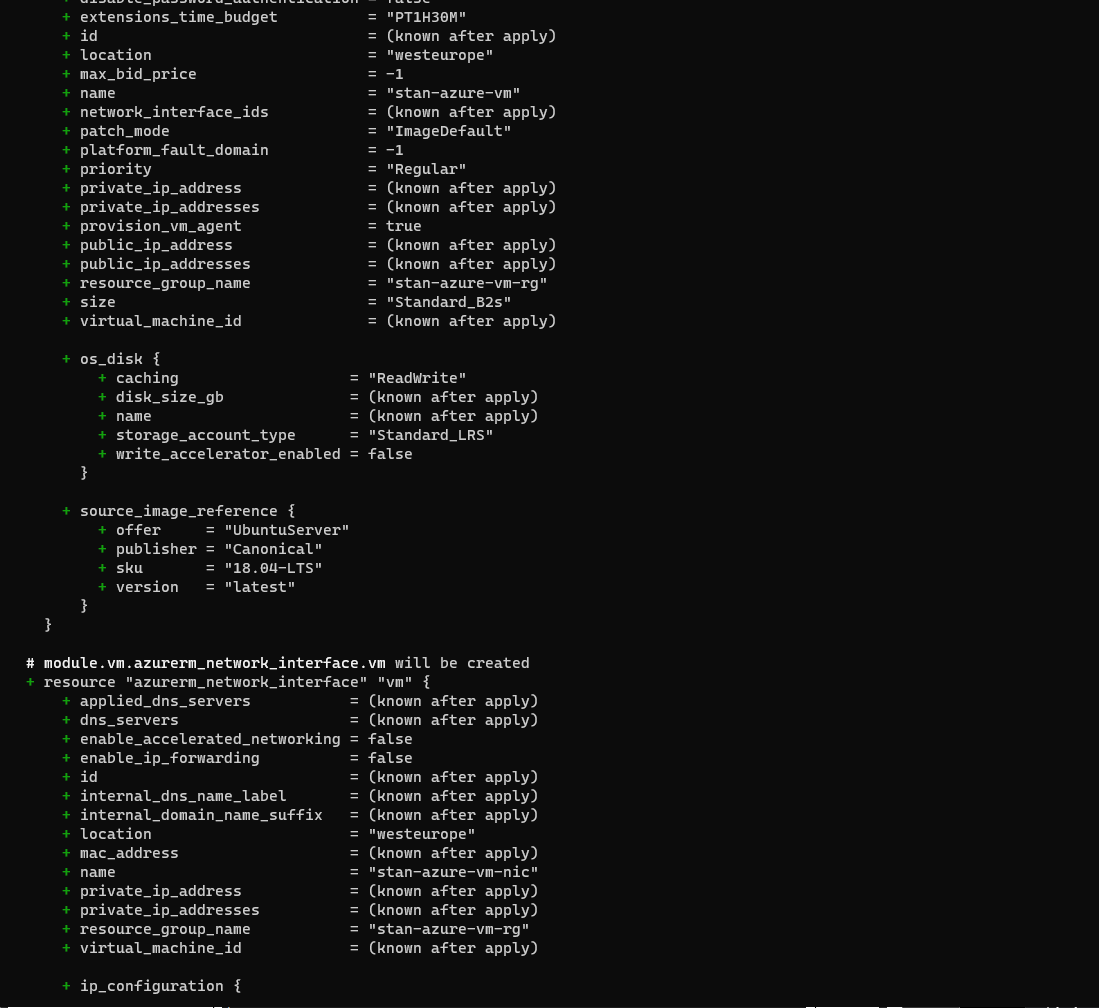 + disable_password_authentication = false
+ extensions_time_budget = "PT1H30M"
+ id = (known after apply)
+ location = "westeurope"
+ max_bid_price = -1
+ name = "stan-azure-vm"
+ network_interface_ids = (known after apply)
+ patch_mode = "ImageDefault"
+ platform_fault_domain = -1
+ priority = "Regular"
+ private_ip_address = (known after apply)
+ private_ip_addresses = (known after apply)
+ provision_vm_agent = true
+ public_ip_address = (known after apply)
+ public_ip_addresses = (known after apply)
+ resource_group_name = "stan-azure-vm-rg"
+ size = "Standard_B2s"
+ virtual_machine_id = (known after apply)
+ os_disk {
+ caching = "ReadWrite"
+ disk_size_gb = (known after apply)
+ name = (known after apply)
+ storage_account_type = "Standard_LRS"
+ write_accelerator_enabled = false
}
+ source_image_reference {
+ offer = "UbuntuServer"
+ publisher = "Canonical"
+ sku = "18.04-LTS"
+ version = "latest"
}
}
# module.vm.azurerm_network_interface.vm will be created
+ resource "azurerm_network_interface" "vm" {
+ applied_dns_servers = (known after apply)
+ dns_servers = (known after apply)
+ enable_accelerated_networking = false
+ enable_ip_forwarding = false
+ id = (known after apply)
+ internal_dns_name_label = (known after apply)
+ internal_domain_name_suffix = (known after apply)
+ location = "westeurope"
+ mac_address = (known after apply)
+ name = "stan-azure-vm-nic"
+ private_ip_address = (known after apply)
+ private_ip_addresses = (known after apply)
+ resource_group_name = "stan-azure-vm-rg"
+ virtual_machine_id = (known after apply)
+ ip_configuration {